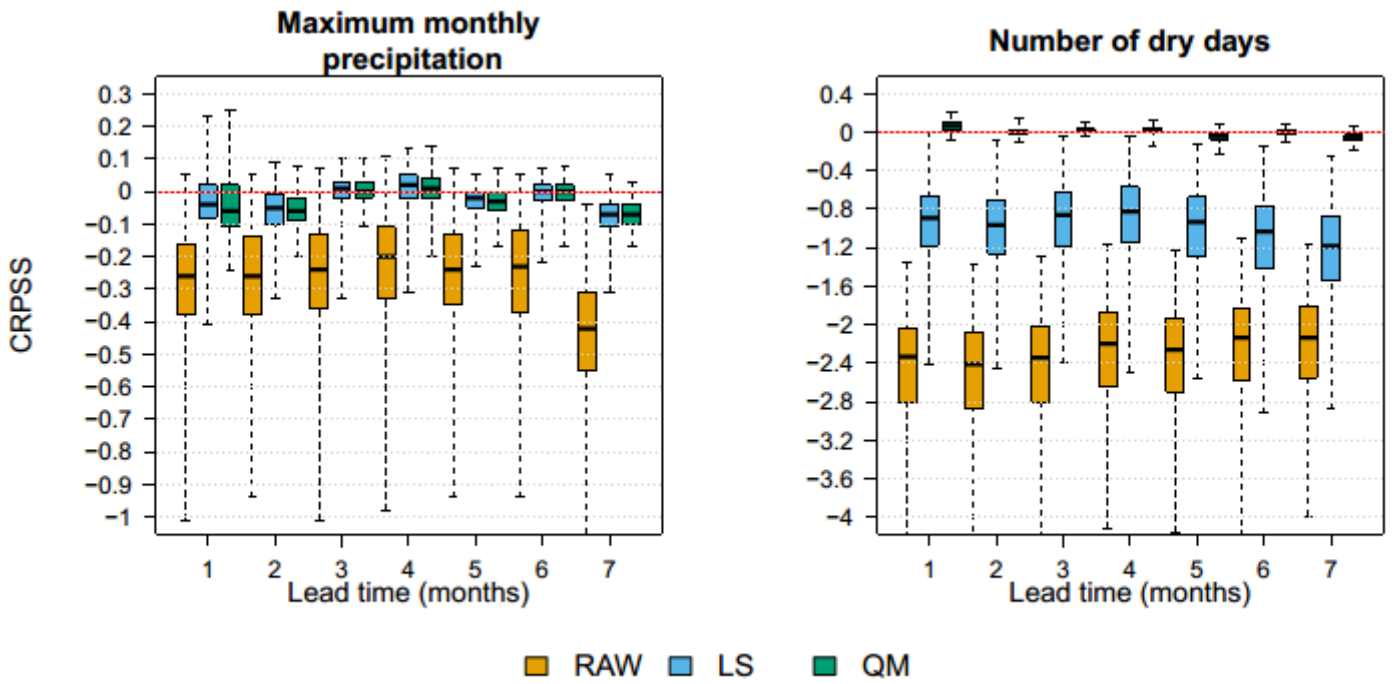 Maximum monthly
precipitation
CRPSS
0.3
0.2
0.1
0
−0.1
−0.2
−0.3
−0.4
−0.5
−0.6
−0.7
−0.8
−0.9
−1
1 2 3 4 5 6 7
Lead time (months)
Number of dry days
0.4
0
−0.4
−0.8
−1.2
−1.6
−2
−2.4
−2.8
−3.2
−3.6
−4
1 2 3 4 5 6 7
Lead time (months)
RAW LS QM